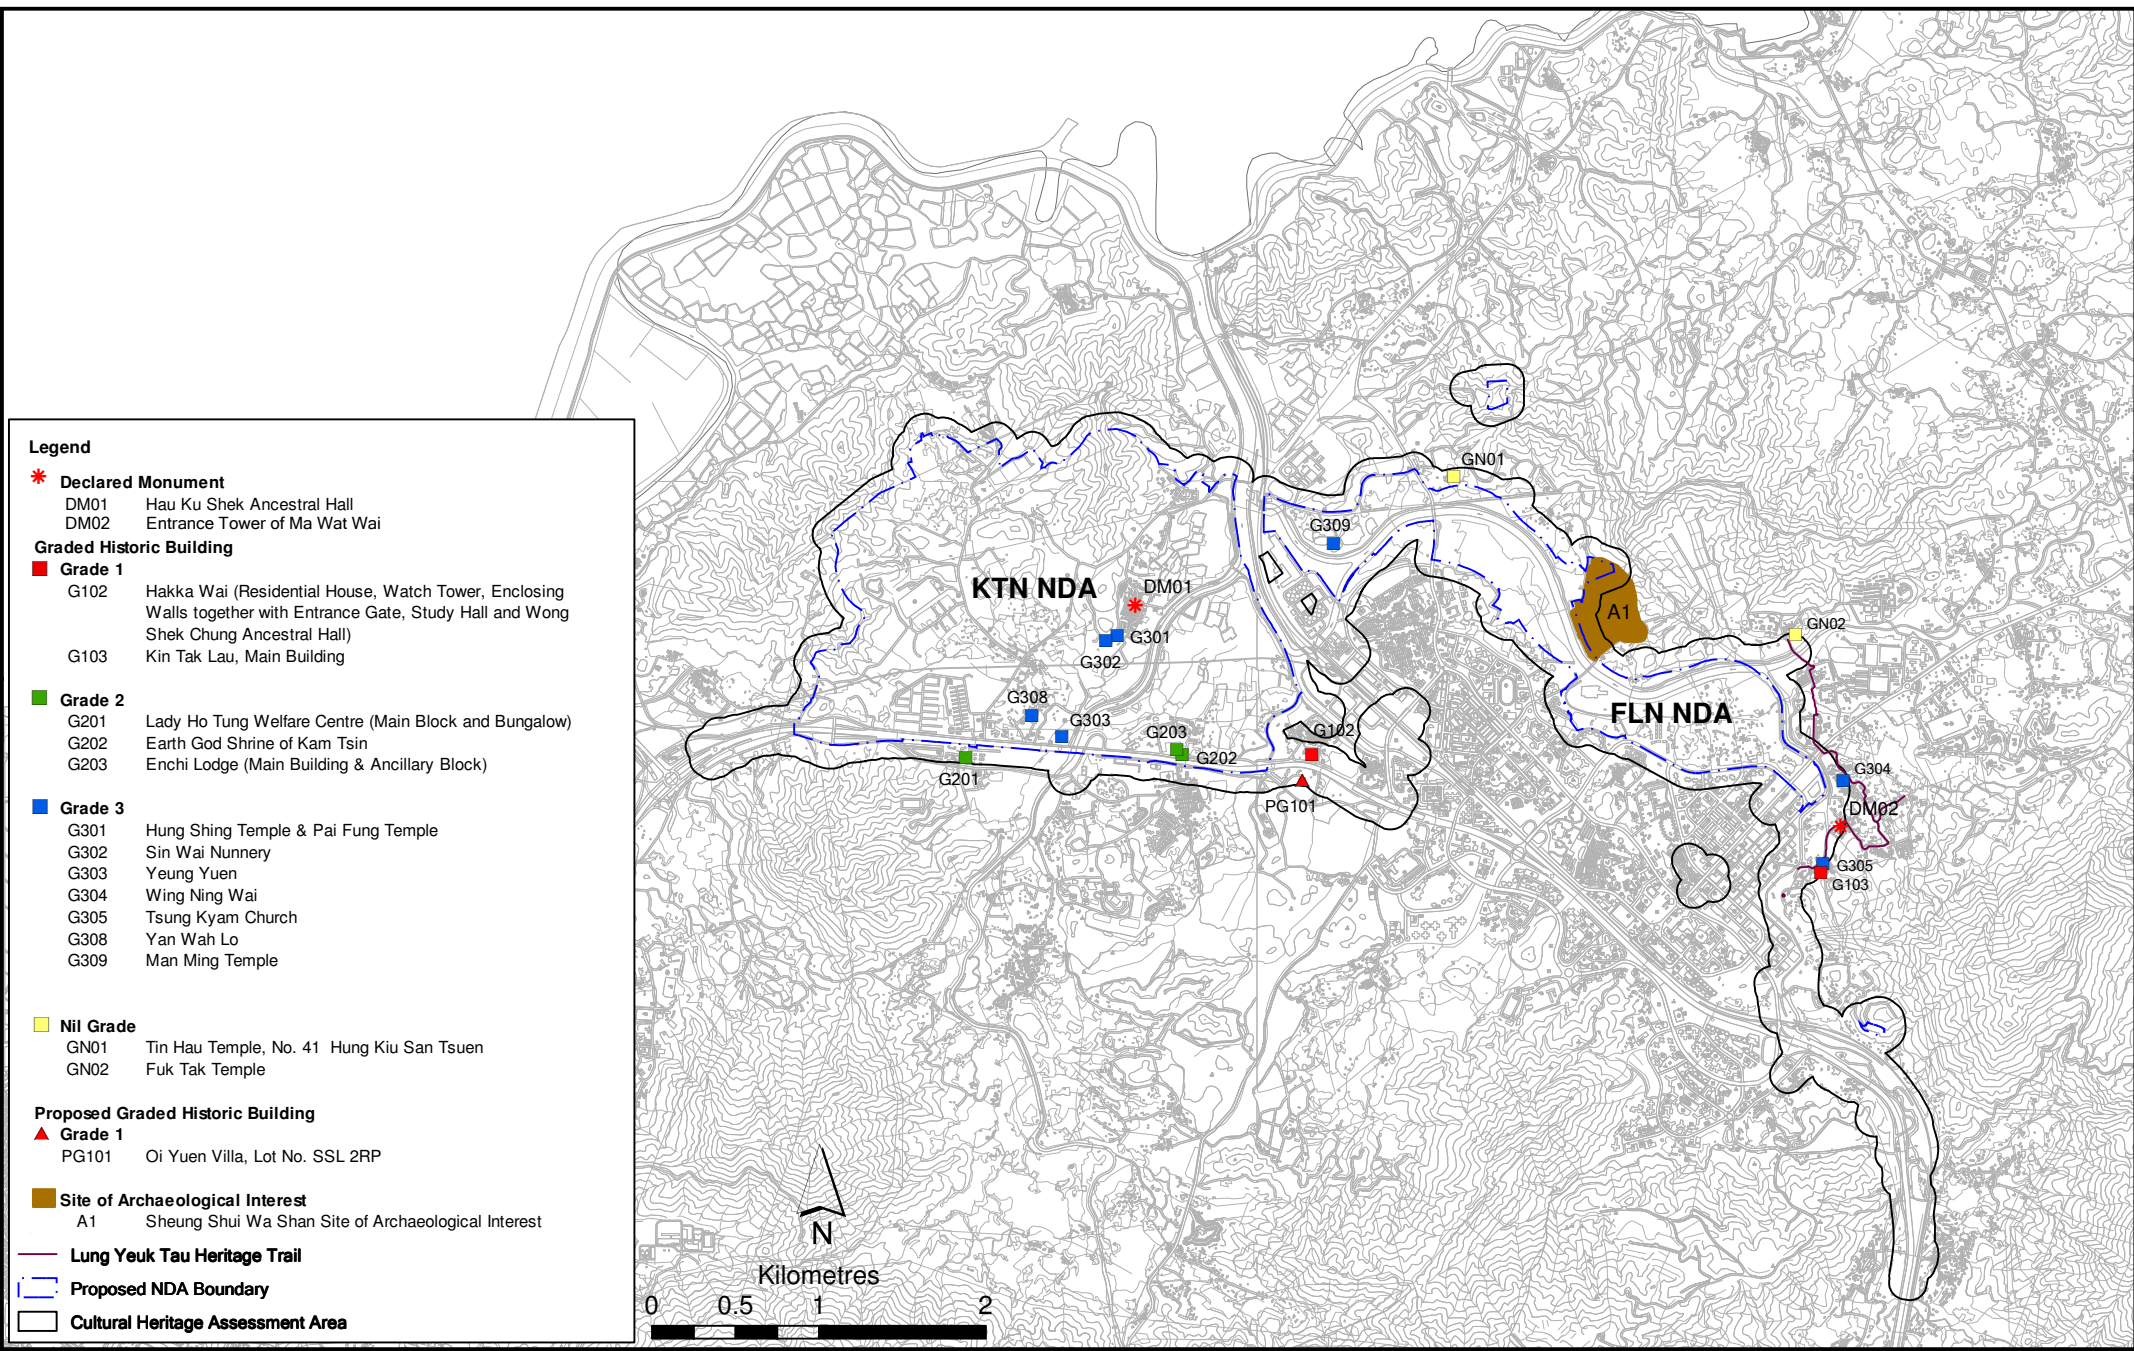 Legend
Declared Monument
DM01 Hau Ku Shek Ancestral Hall
DM02 Entrance Tower of Ma Wat Wai
Graded Historic Building
Grade 1
G102 Hakka Wai (Residential House, Watch Tower, Enclosing
Walls together with Entrance Gate, Study Hall and Wong
Shek Chung Ancestral Hall)
G103 Kin Tak Lau, Main Building
Grade 2
G201 Lady Ho Tung Welfare Centre (Main Block and Bungalow)
G202 Earth God Shrine of Kam Tsin
G203 Enchi Lodge (Main Building & Ancillary Block)
Grade 3
G301 Hung Shing Temple & Pai Fung Temple
G302 Sin Wai Nunnery
G303 Yeung Yuen
G304 Wing Ning Wai
G305 Tsung Kyam Church
G308 Yan Wah Lo
G309 Man Ming Temple
Nil Grade
GN01 Tin Hau Temple, No. 41 Hung Kiu San Tsuen
GN02 Fuk Tak Temple
Proposed Graded Historic Building
Grade 1
PG101 Oi Yuen Villa, Lot No. SSL 2RP
Site of Archaeological Interest
A1 Sheung Shui Wa Shan Site of Archaeological Interest
Lung Yeuk Tau Heritage Trail
Proposed NDA Boundary
Cultural Heritage Assessment Area
GN01
G309
KTN NDA
DM01
A1
GN02
G301
G302
G308
G303
FLN NDA
G203
G102
G202
G201
G304
PG101
DM02
G305
G103
N
Kilometres
0 0.5 1 2